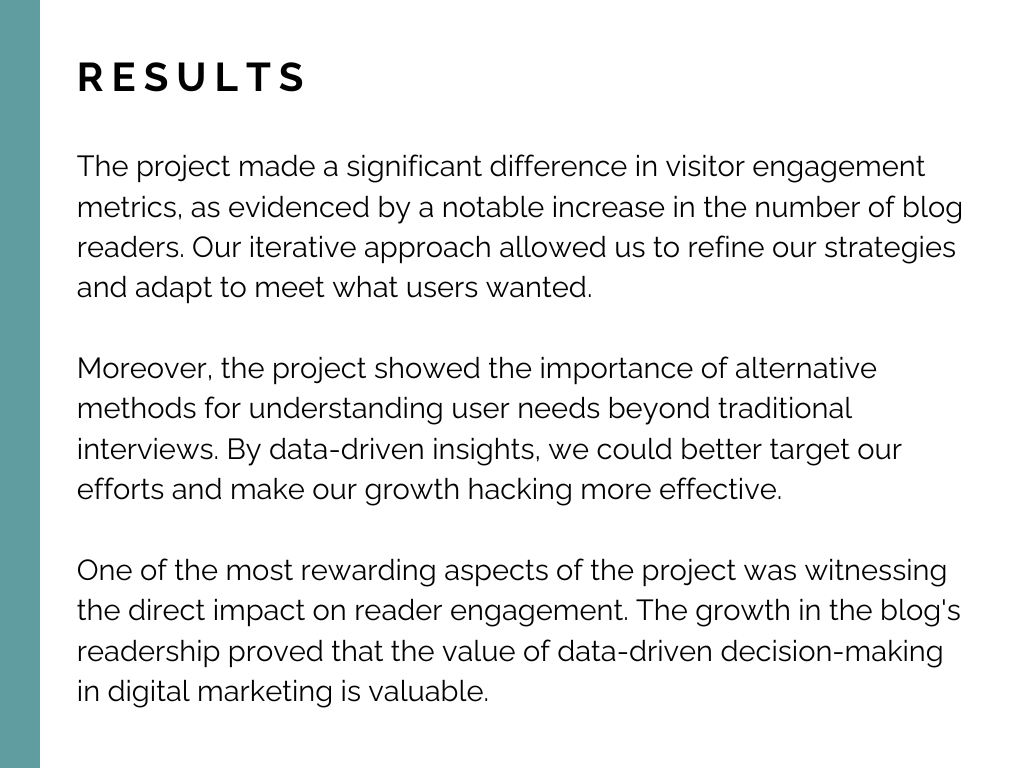 RESULTS
The project made a significant difference in visitor engagement
metrics, as evidenced by a notable increase in the number of blog
readers. Our iterative approach allowed us to refine our strategies
and adapt to meet what users wanted.
Moreover, the project showed the importance of alternative
methods for understanding user needs beyond traditional
interviews. By data-driven insights, we could better target our
efforts and make our growth hacking more effective.
One of the most rewarding aspects of the project was witnessing
the direct impact on reader engagement. The growth in the blog's
readership proved that the value of data-driven decision-making
in digital marketing is valuable.